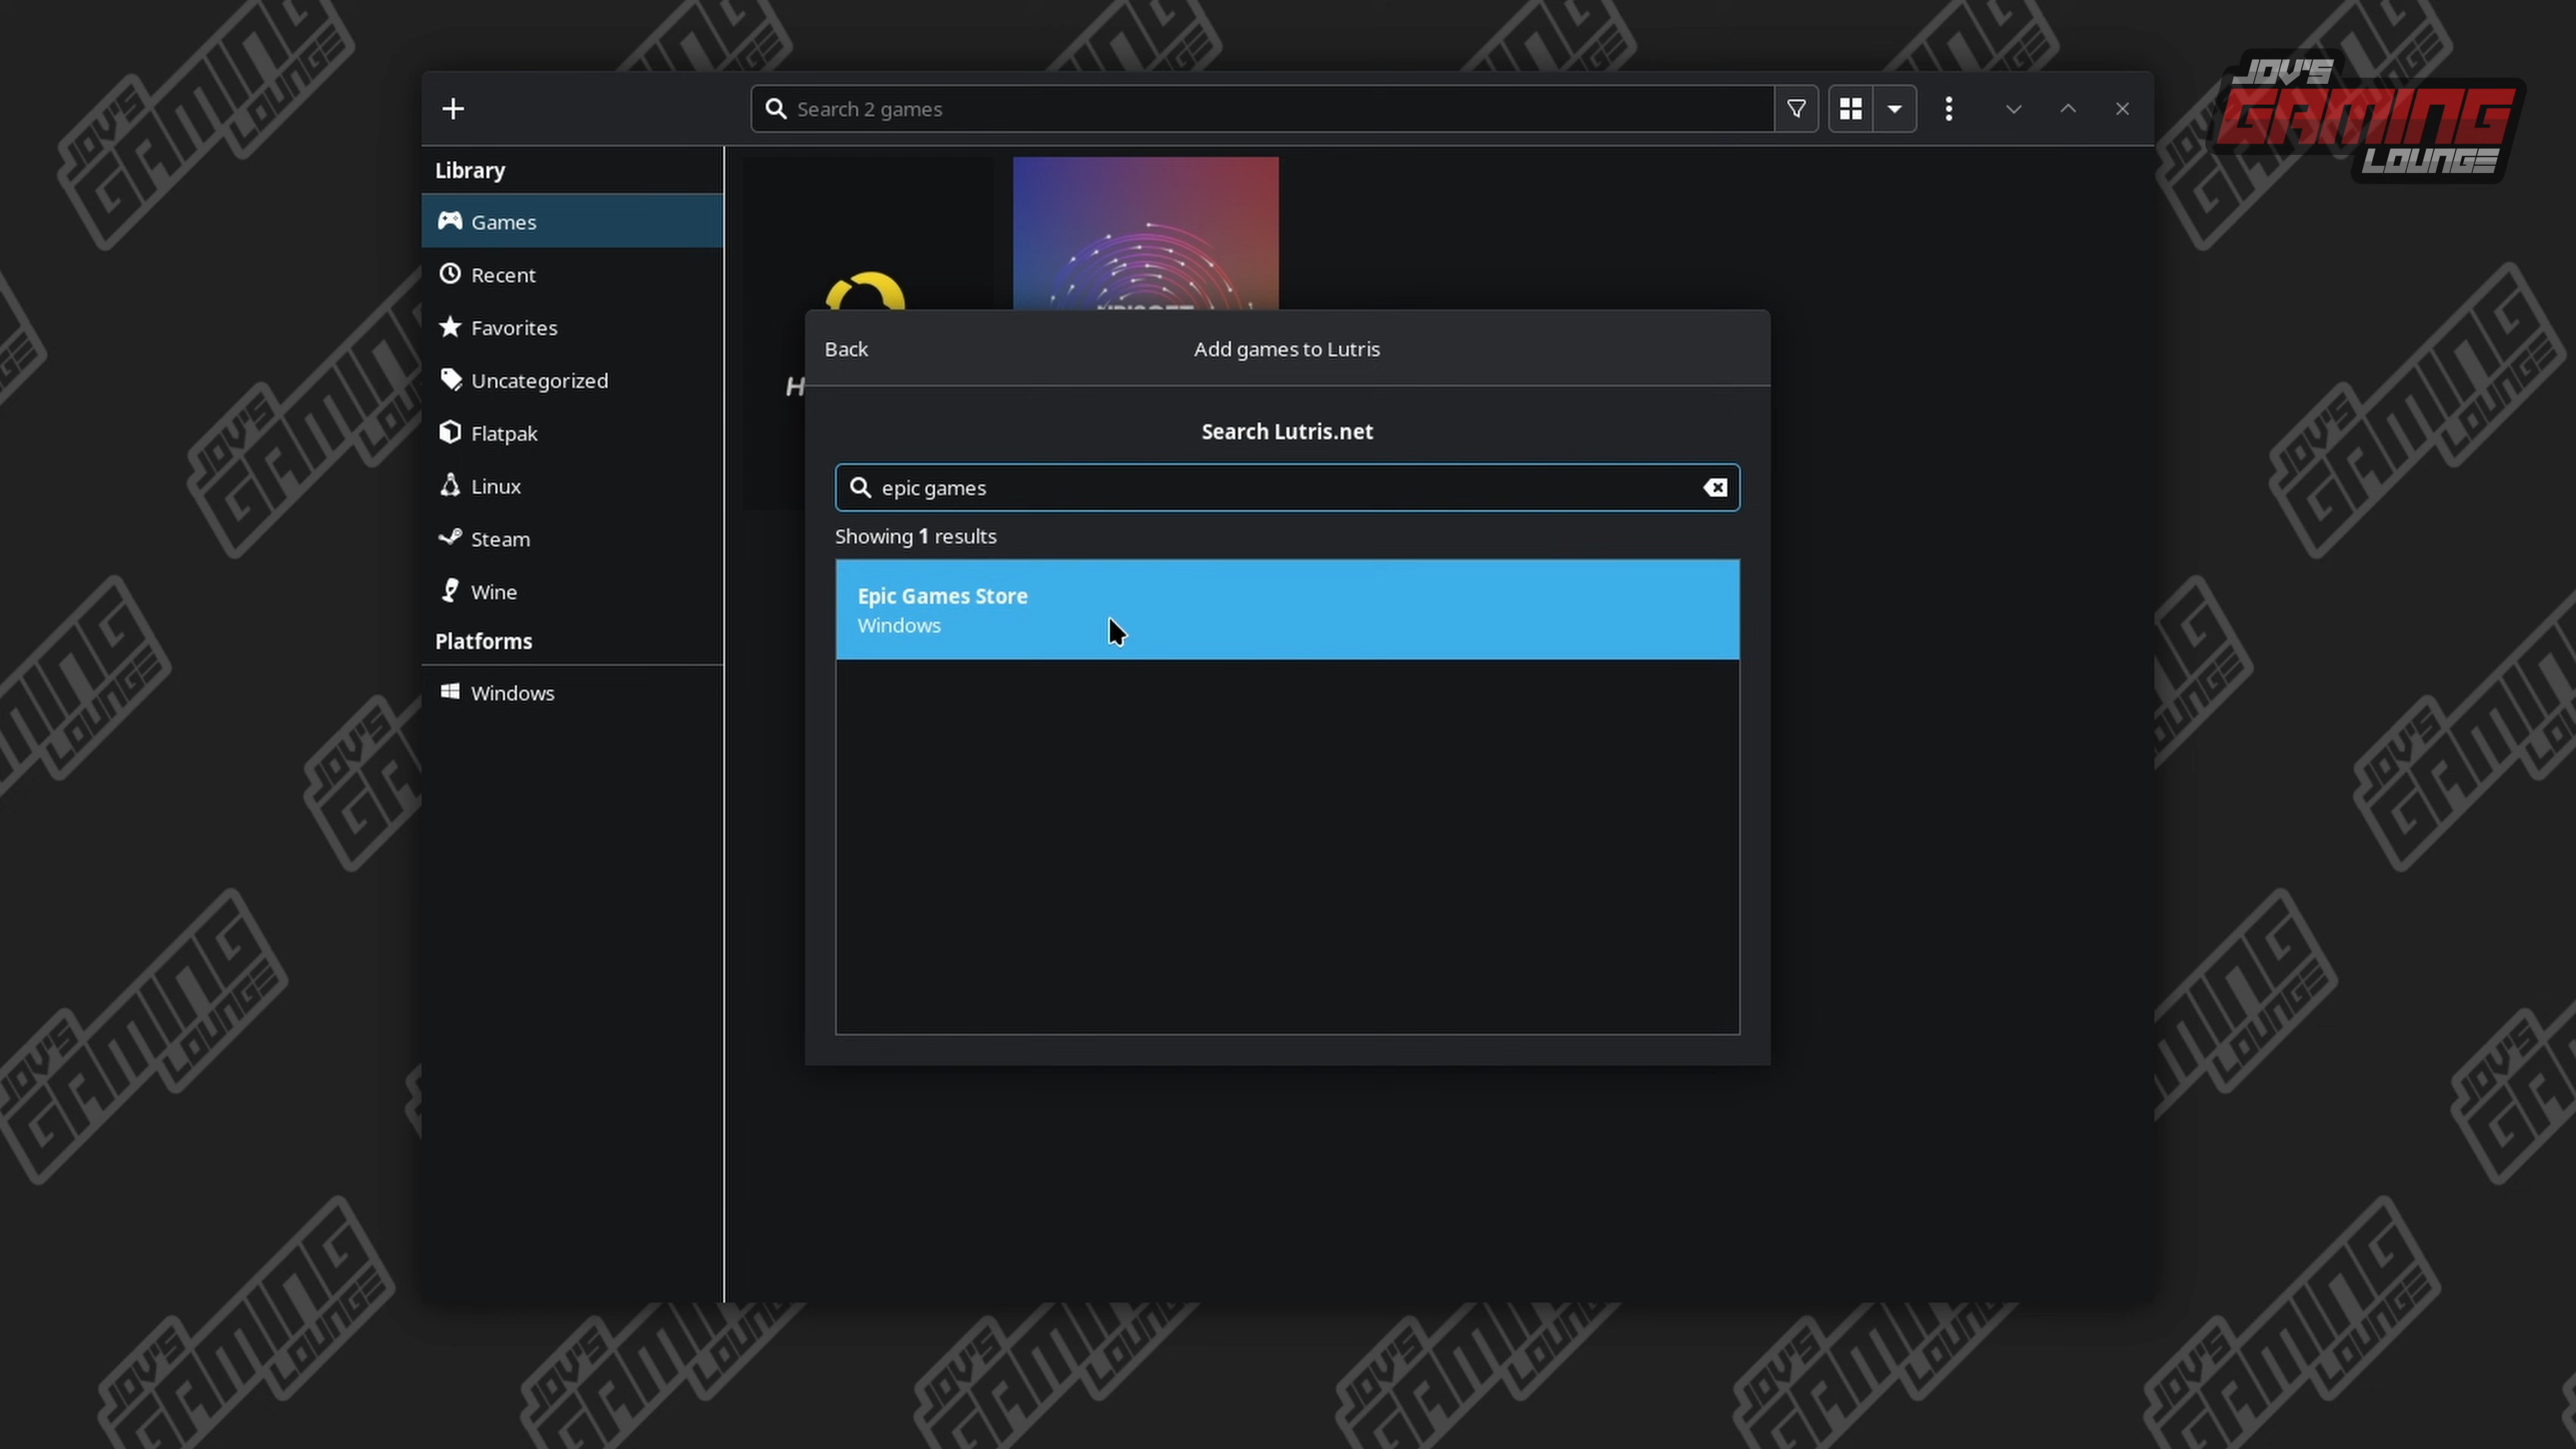 JOV'S
GAMING
LOUNGE
Search 2 games
Library
Games
Recent
Favorites
Uncategorized
Flatpak
Linux
Steam
Wine
Platforms
Windows
Back
Add games to Lutris
Search Lutris.net
epic games
Showing 1 results
Epic Games Store
Windows